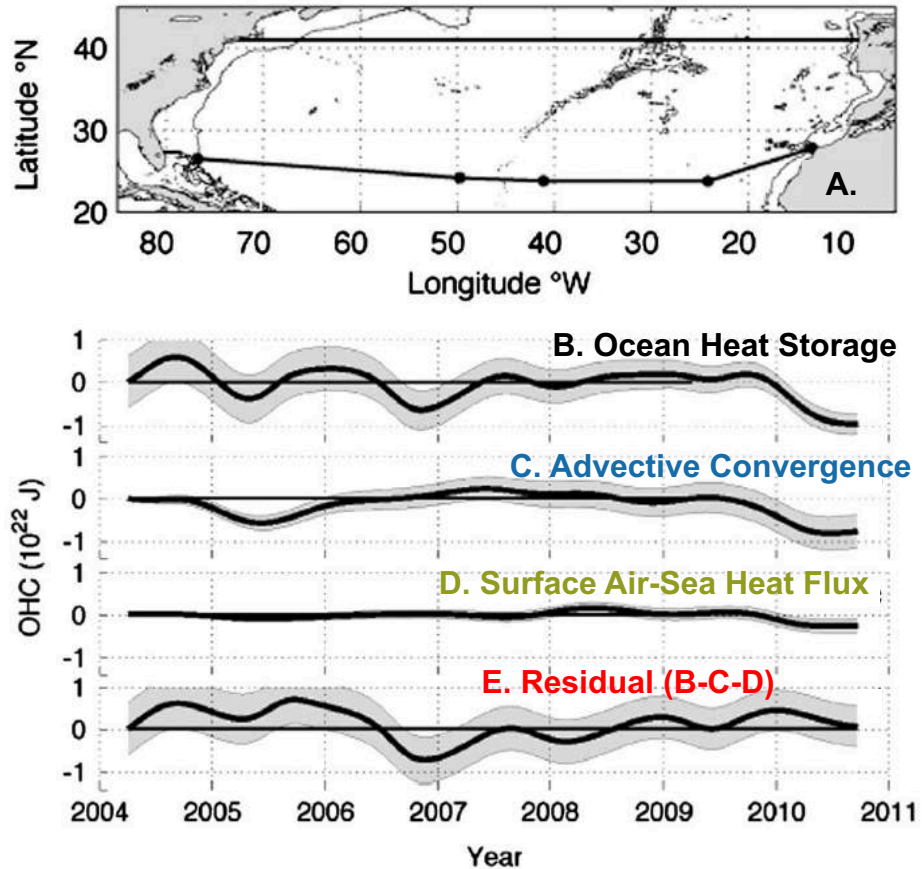 Latitude °N
40
30
20
A.
80 70 60 50 40 30 20 10
Longitude °W
OHC (10²² J)
B. Ocean Heat Storage
1
0
-1
C. Advective Convergence
1
0
-1
D. Surface Air-Sea Heat Flux
1
0
-1
E. Residual (B-C-D)
1
0
-1
2004 2005 2006 2007 2008 2009 2010 2011
Year